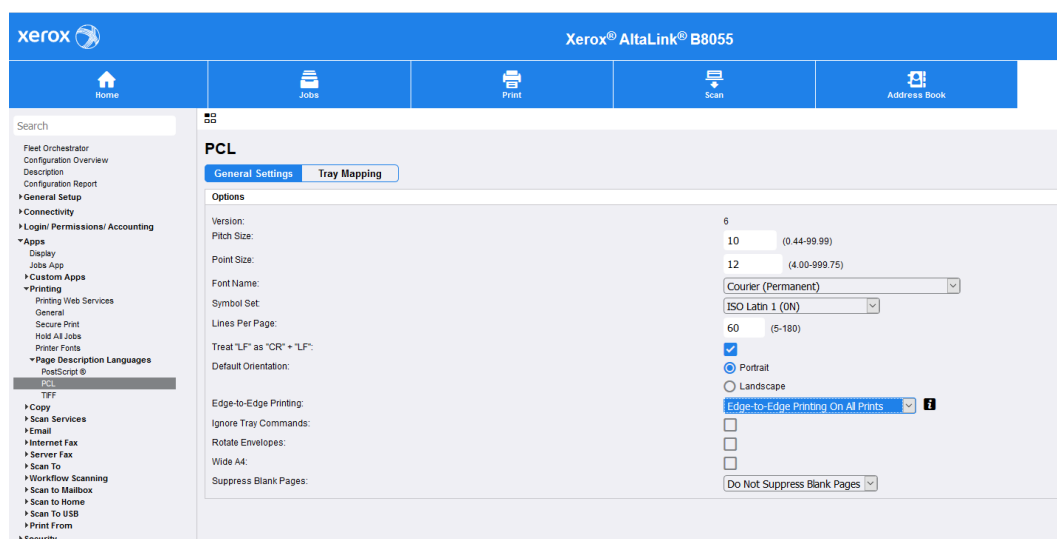 xerox
Xerox® AltaLink® B8055
Home
Jobs
Print
Scan
Address Book
Search
Fleet Orchestrator
Configuration Overview
Description
Configuration Report
General Setup
Connectivity
Login/ Permissions/ Accounting
Apps
Display
Jobs App
Custom Apps
Printing
Printing Web Services
General
Secure Print
Hold All Jobs
Printer Fonts
Page Description Languages
PostScript ®
PCL
TIFF
Copy
Scan Services
Email
Internet Fax
Server Fax
Scan To
Workflow Scanning
Scan to Mailbox
Scan to Home
Scan To USB
Print From
Security
PCL
General Settings Tray Mapping
Options
Version: 6
Pitch Size: 10 (0.44-99.99)
Point Size: 12 (4.00-999.75)
Font Name: Courier (Permanent)
Symbol Set: ISO Latin 1 (0N)
Lines Per Page: 60 (5-180)
Treat "LF" as "CR" + "LF":
Default Orientation: Portrait
Landscape
Edge-to-Edge Printing: Edge-to-Edge Printing On All Prints i
Ignore Tray Commands:
Rotate Envelopes:
Wide A4:
Suppress Blank Pages: Do Not Suppress Blank Pages